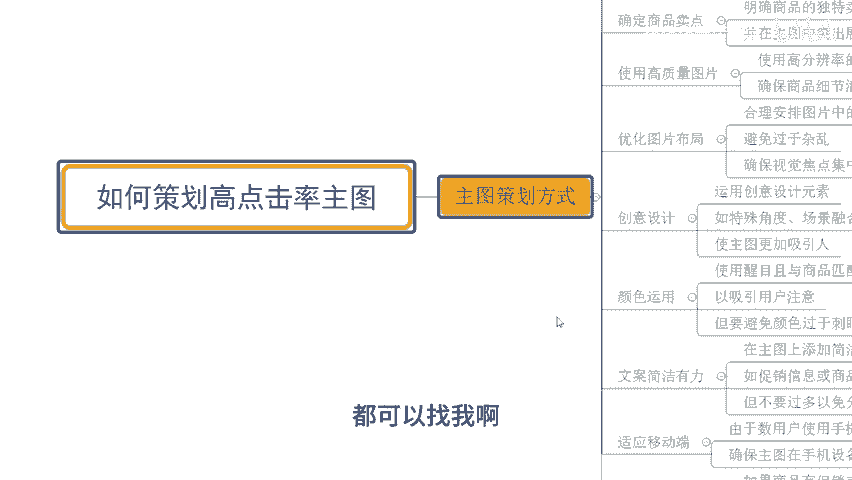 如何策划高点击率主图
主图策划方式
确定商品卖点
明确商品的独特
并在主图中突出
使用高质量图片
使用高分辨率
确保商品细节
优化图片布局
合理安排图片中的
避免过于杂乱
确保视觉焦点集中
创意设计
运用创意设计元素
如特殊角度、场景融合
使主图更加吸引人
颜色运用
使用醒目且与商品匹配
以吸引用户注意
但要避免颜色过于刺眼
文案简洁有力
在主图上添加简洁
如促销信息或商品
但不要过多以免分
适应移动端
由于数用户使用手机
确保主图在手机设备
都可以找我啊